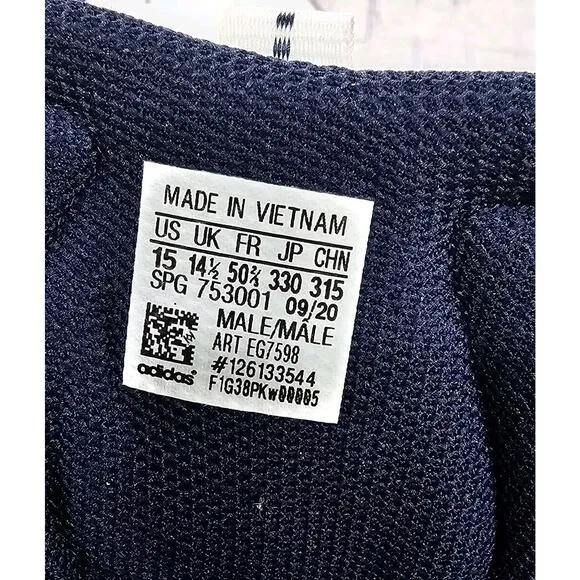 MADE IN VIETNAM
US UK FR JP CHN
15 14½ 50⅔ 330 315
SPG 753001 09/20
MALE/MÂLE
ART EG7598
#126133544
adidas F1G38PKW00005